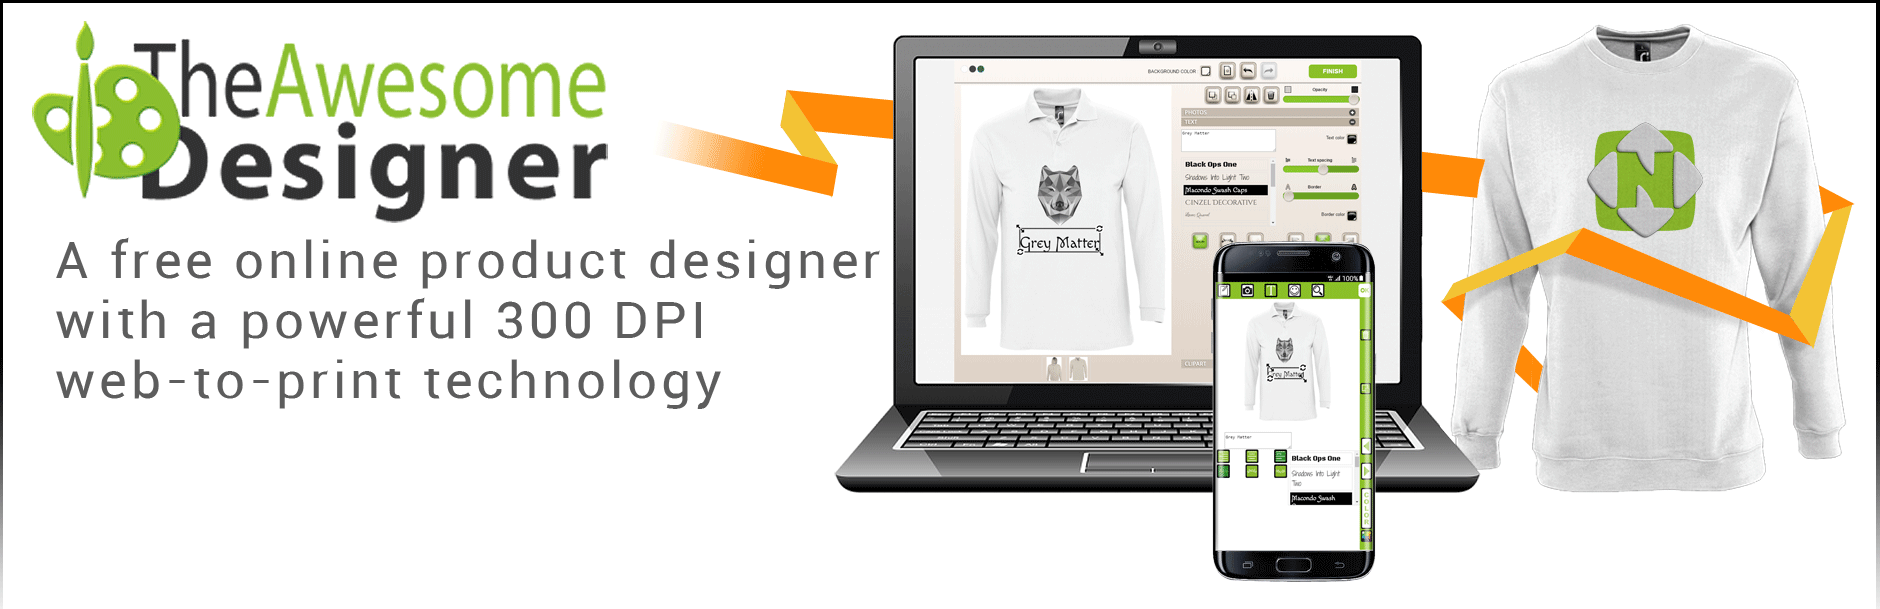 TheAwesome
Designer
A free online product designer
with a powerful 300 DPI
web-to-print technology
BACKGROUND COLOR
FINISH
Opacity
PHOTOS
TEXT
Grey Matter
Text color
Black Ops One
Text spacing
Shadows Into Light Two
Macondo Swash Caps
Border
CINZEL DECORATIVE
Border color
Grey Matter
CLIPART
100%
OK
Grey Matter
Grey Matter
Black Ops One
Shadows Into Light
Two
Macondo Swash
COLOR
N